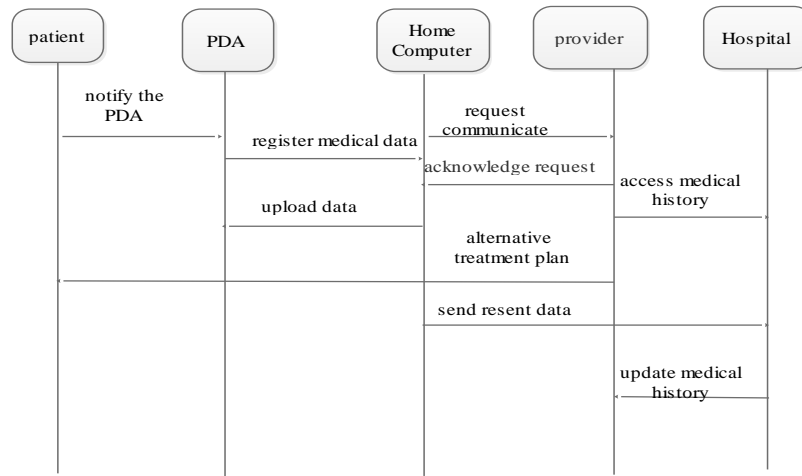 patient
PDA
Home
Computer
provider
Hospital
notify the
PDA
request
communicate
register medical data
acknowledge request
access medical
history
upload data
alternative
treatment plan
send resent data
update medical
history